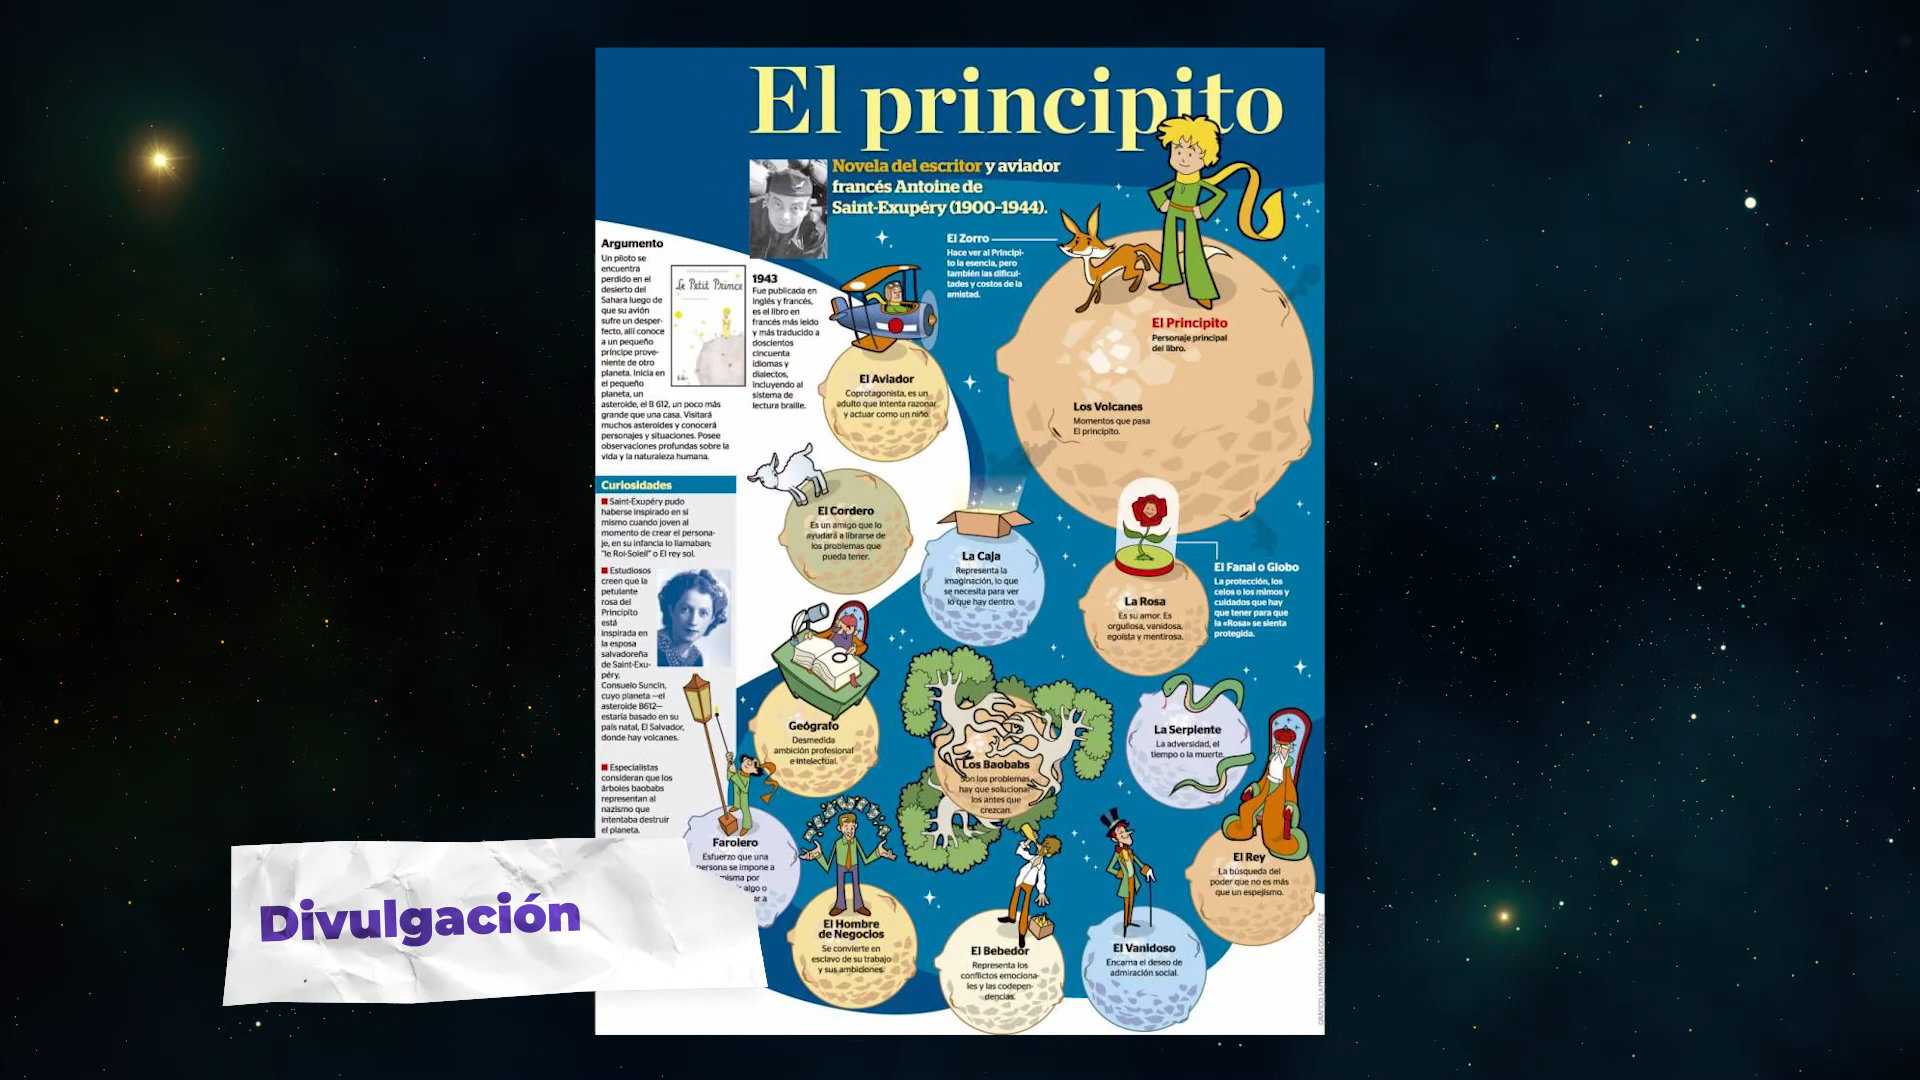 El principito
Novela del escritor y aviador
francés Antoine de
Saint-Exupéry (1900-1944).
Argumento
Un piloto se
encuentra
perdido en el
desierto del
Sahara luego de
que su avión
sufre un desper-
fecto, allí conoce
a un pequeño
príncipe prove-
niente de otro
planeta. Inicia en
el pequeño
planeta, un
asteroide, el B 612, un poco más
grande que una casa. Visitará
muchos asteroides y conocerá
personajes y situaciones. Posee
observaciones profundas sobre la
vida y la naturaleza humana.
Le Petit Prince
1943
Fue publicada en
inglés y francés,
es el libro en
francés más leído
y más traducido a
doscientos
cincuenta
idiomas y
dialectos,
incluyendo al
sistema de
lectura braille.
El Zorro
Hace ver al Principi-
to la esencia, pero
también las dificul-
tades y costos de la
amistad.
El Principito
Personaje principal
del libro.
Los Volcanes
Momentos que pasa
El principito.
El Aviador
Coprotagonista, es un
adulto que intenta razonar
y actuar como un niño.
El Cordero
Es un amigo que lo
ayudará a librarse de
los problemas que
pueda tener.
La Caja
Representa la
imaginación, lo que
se necesita para ver
lo que hay dentro.
La Rosa
Es su amor. Es
orgullosa, vanidosa,
egoísta y mentirosa.
El Fanal o Globo
La protección, los
celos o los mimos y
cuidados que hay
que tener para que
la «Rosa» se sienta
protegida.
Curiosidades
Saint-Exupéry pudo
haberse inspirado en sí
mismo cuando joven al
momento de crear el persona-
je, en su infancia lo llamaban;
"le Roi-Soleil" o El rey sol.
Estudiosos
creen que la
petulante
rosa del
Principito
está
inspirada en
la esposa
salvadoreña
de Saint-Exu-
péry,
Consuelo Suncín,
cuyo planeta —el
asteroide B612—
estaría basado en su
país natal, El Salvador,
donde hay volcanes.
Especialistas
consideran que los
árboles baobabs
representan al
nazismo que
intentaba destruir
el planeta.
Geógrafo
Desmedida
ambición profesional
e intelectual.
Los Baobabs
Son los problemas
hay que solucionar
los antes que
crezcan.
La Serpiente
La adversidad, el
tiempo o la muerte.
El Rey
La búsqueda del
poder que no es más
que un espejismo.
Farolero
Esfuerzo que una
persona se impone a
misma por
algo o
ar a
El Hombre
de Negocios
Se convierte en
esclavo de su trabajo
y sus ambiciones.
El Bebedor
Representa los
conflictos emociona-
les y las codepen-
dencias.
El Vanidoso
Encarna el deseo de
admiración social.
GRÁFICO: LA PRENSA/LUIS GONZÁLEZ
Divulgación